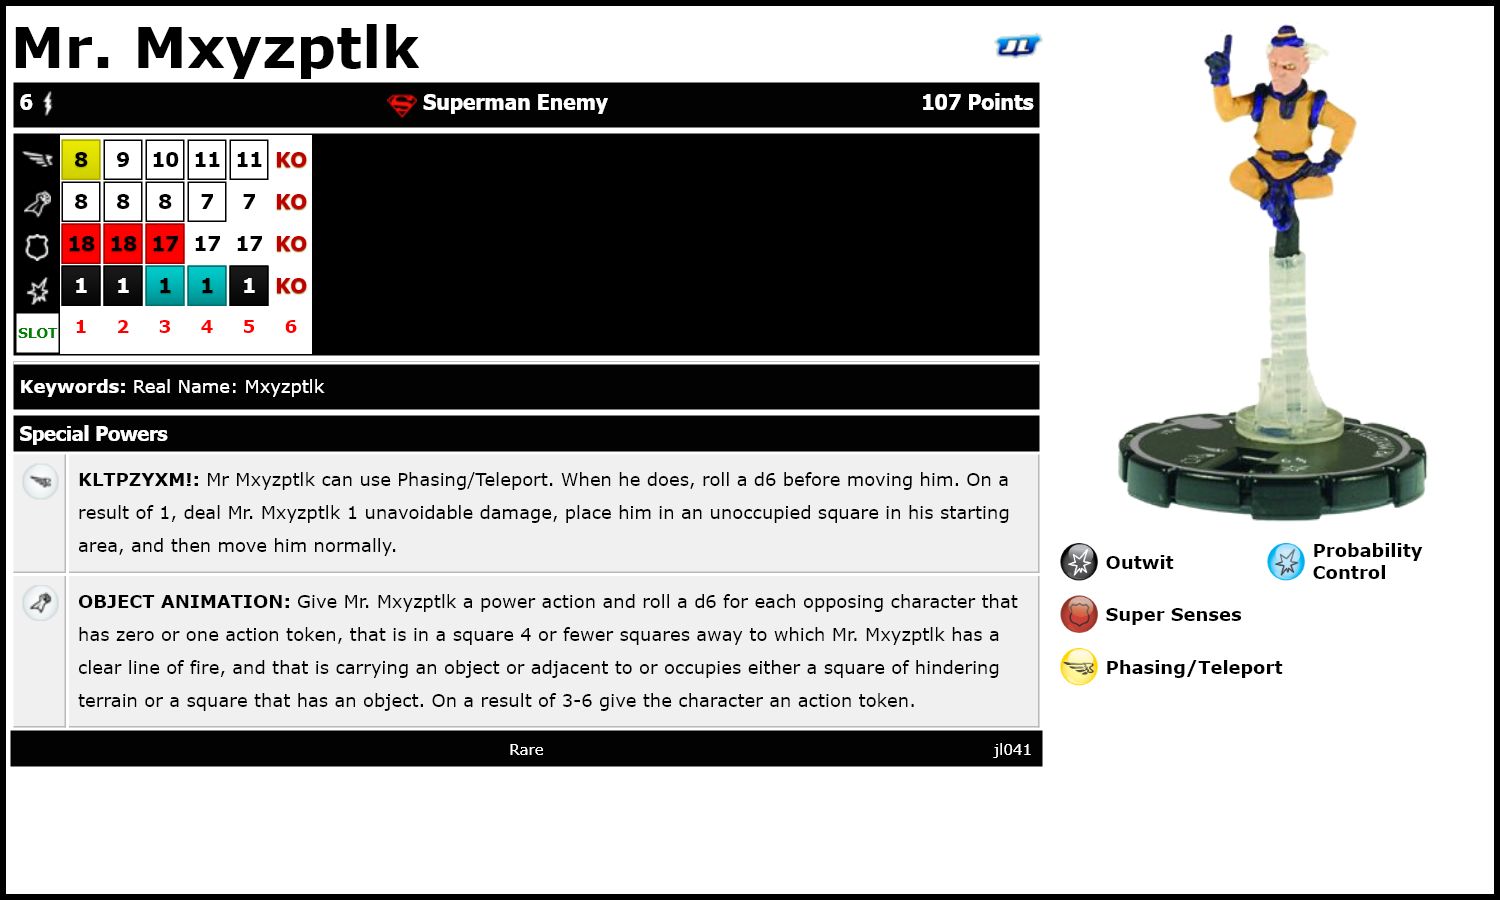 Mr. Mxyzptlk
JL
6 Superman Enemy 107 Points
8 9 10 11 11 KO
8 8 8 7 7 KO
18 18 17 17 17 KO
1 1 1 1 1 KO
SLOT 1 2 3 4 5 6
Keywords: Real Name: Mxyzptlk
Special Powers
KLTPZYXM!: Mr Mxyzptlk can use Phasing/Teleport. When he does, roll a d6 before moving him. On a
result of 1, deal Mr. Mxyzptlk 1 unavoidable damage, place him in an unoccupied square in his starting
area, and then move him normally.
OBJECT ANIMATION: Give Mr. Mxyzptlk a power action and roll a d6 for each opposing character that
has zero or one action token, that is in a square 4 or fewer squares away to which Mr. Mxyzptlk has a
clear line of fire, and that is carrying an object or adjacent to or occupies either a square of hindering
terrain or a square that has an object. On a result of 3-6 give the character an action token.
Rare jl041
Outwit
Probability
Control
Super Senses
Phasing/Teleport